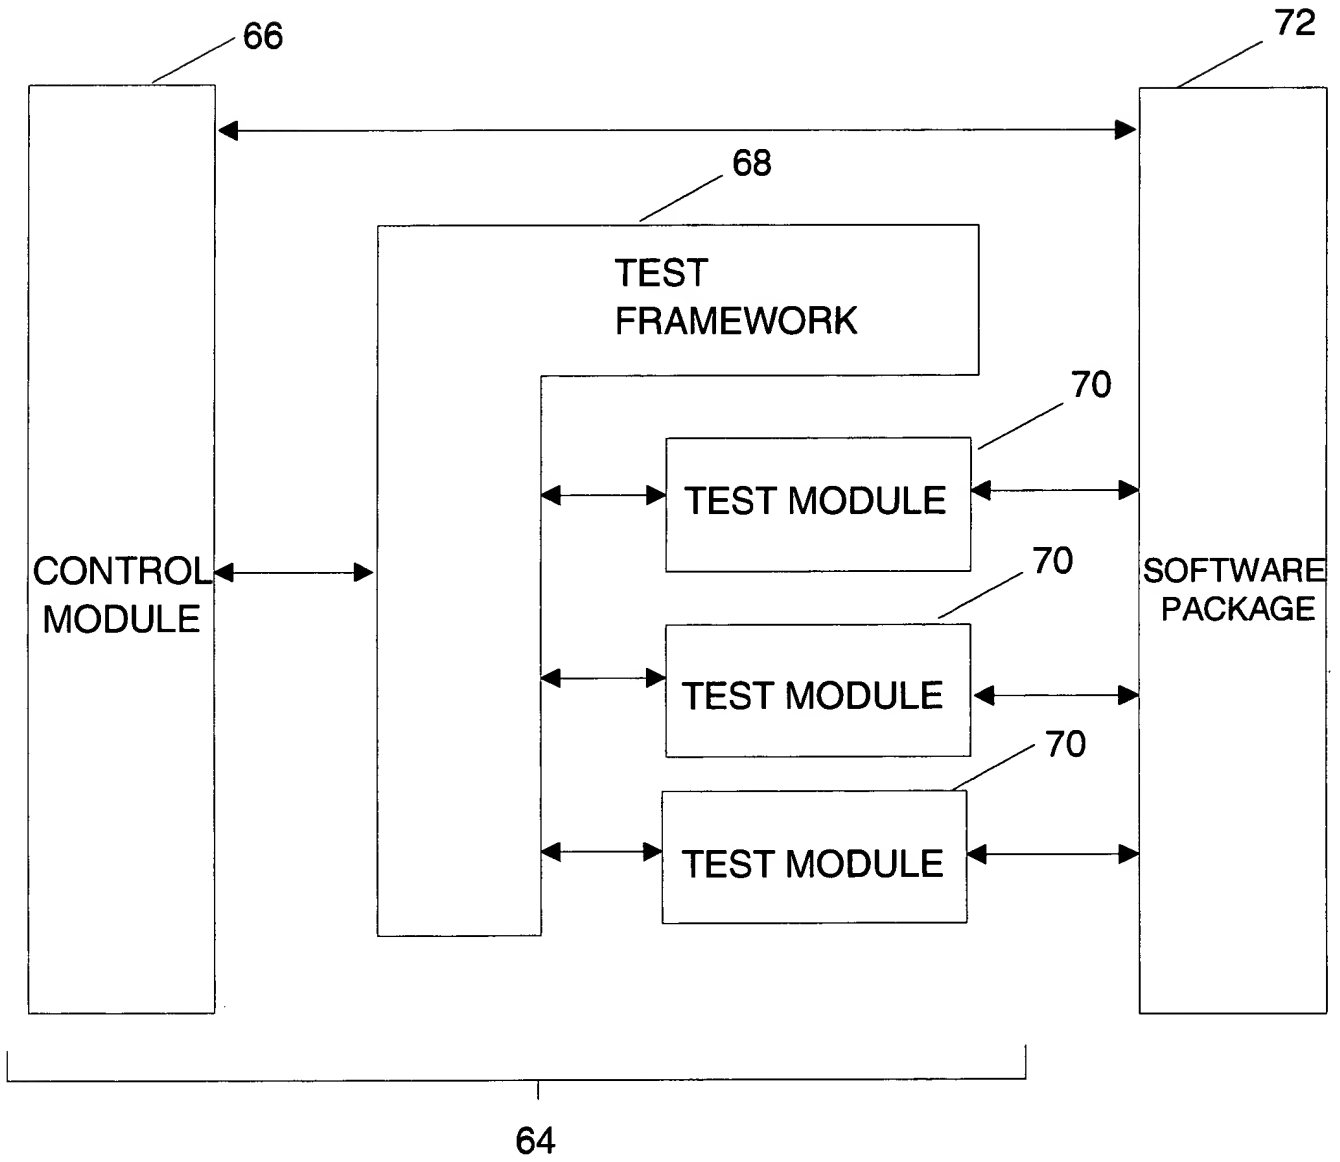 66
72
68
TEST
FRAMEWORK
70
TEST MODULE
70
CONTROL
MODULE
SOFTWARE
PACKAGE
TEST MODULE
70
TEST MODULE
64